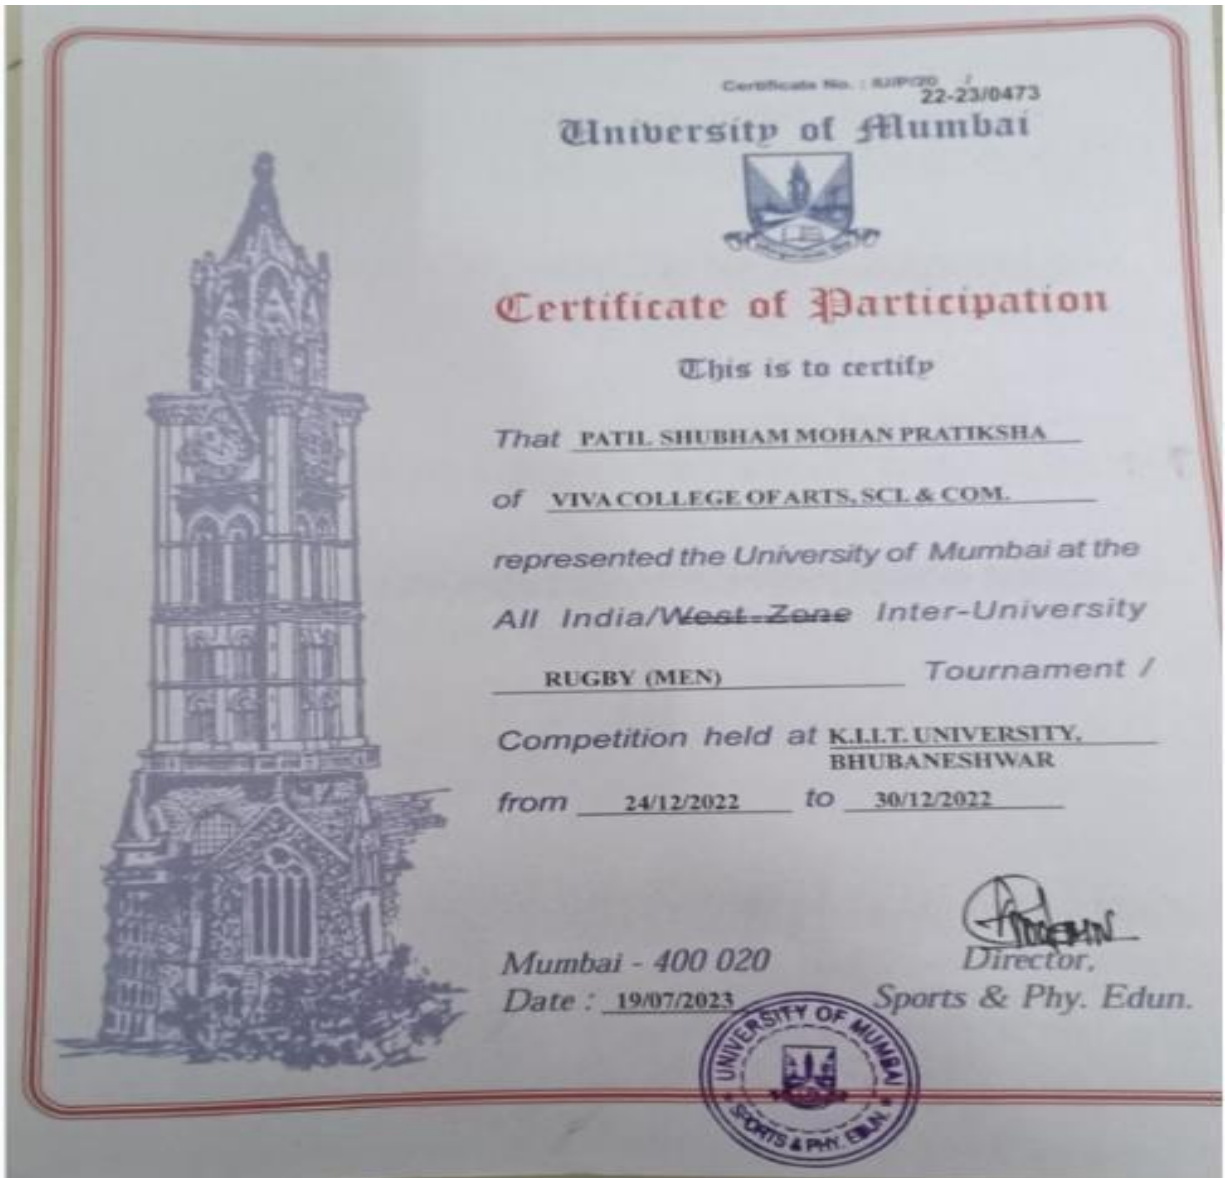 Certificate No. : IU/P/20 /
22-23/0473
University of Mumbai
Certificate of Participation
This is to certify
That PATIL SHUBHAM MOHAN PRATIKSHA
of VIVA COLLEGE OF ARTS, SCI. & COM.
represented the University of Mumbai at the
All India/West Zone Inter-University
RUGBY (MEN) Tournament /
Competition held at K.I.I.T. UNIVERSITY,
BHUBANESHWAR
from 24/12/2022 to 30/12/2022
Mumbai - 400 020
Director,
Date : 19/07/2023
Sports & Phy. Edun.
UNIVERSITY OF MUMBAI
SPORTS & PHY. EDUN.